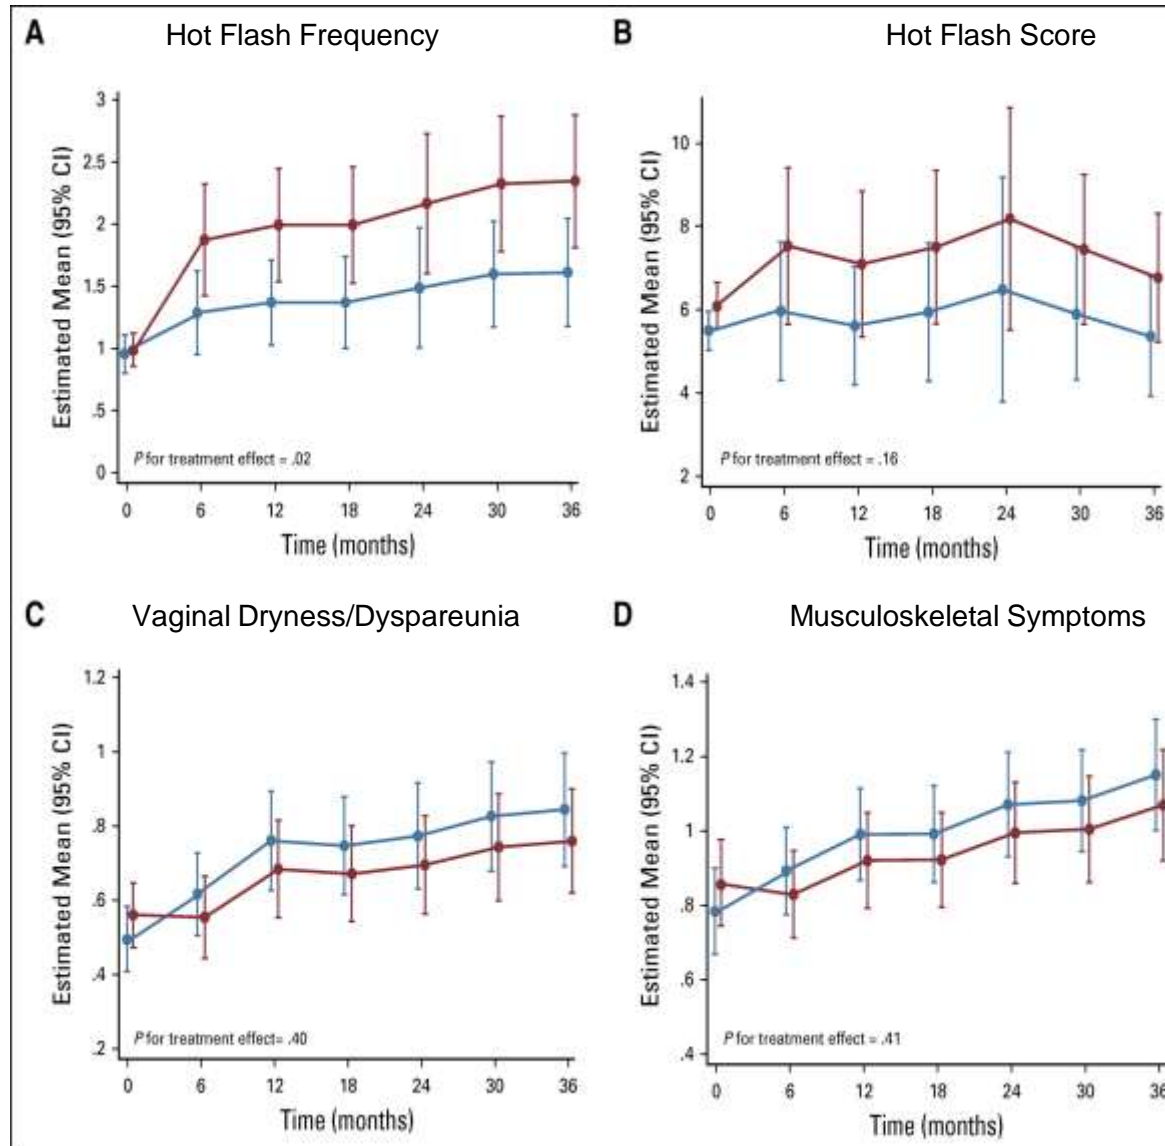 A Hot Flash Frequency
Estimated Mean (95% CI)
3
2.5
2
1.5
1
.5
0
P for treatment effect = .02
0 6 12 18 24 30 36
Time (months)
B Hot Flash Score
Estimated Mean (95% CI)
10
8
6
4
2
P for treatment effect = .16
0 6 12 18 24 30 36
Time (months)
C Vaginal Dryness/Dyspareunia
Estimated Mean (95% CI)
1.2
1
.8
.6
.4
.2
P for treatment effect= .40
0 6 12 18 24 30 36
Time (months)
D Musculoskeletal Symptoms
Estimated Mean (95% CI)
1.4
1.2
1
.8
.6
.4
P for treatment effect = .41
0 6 12 18 24 30 36
Time (months)